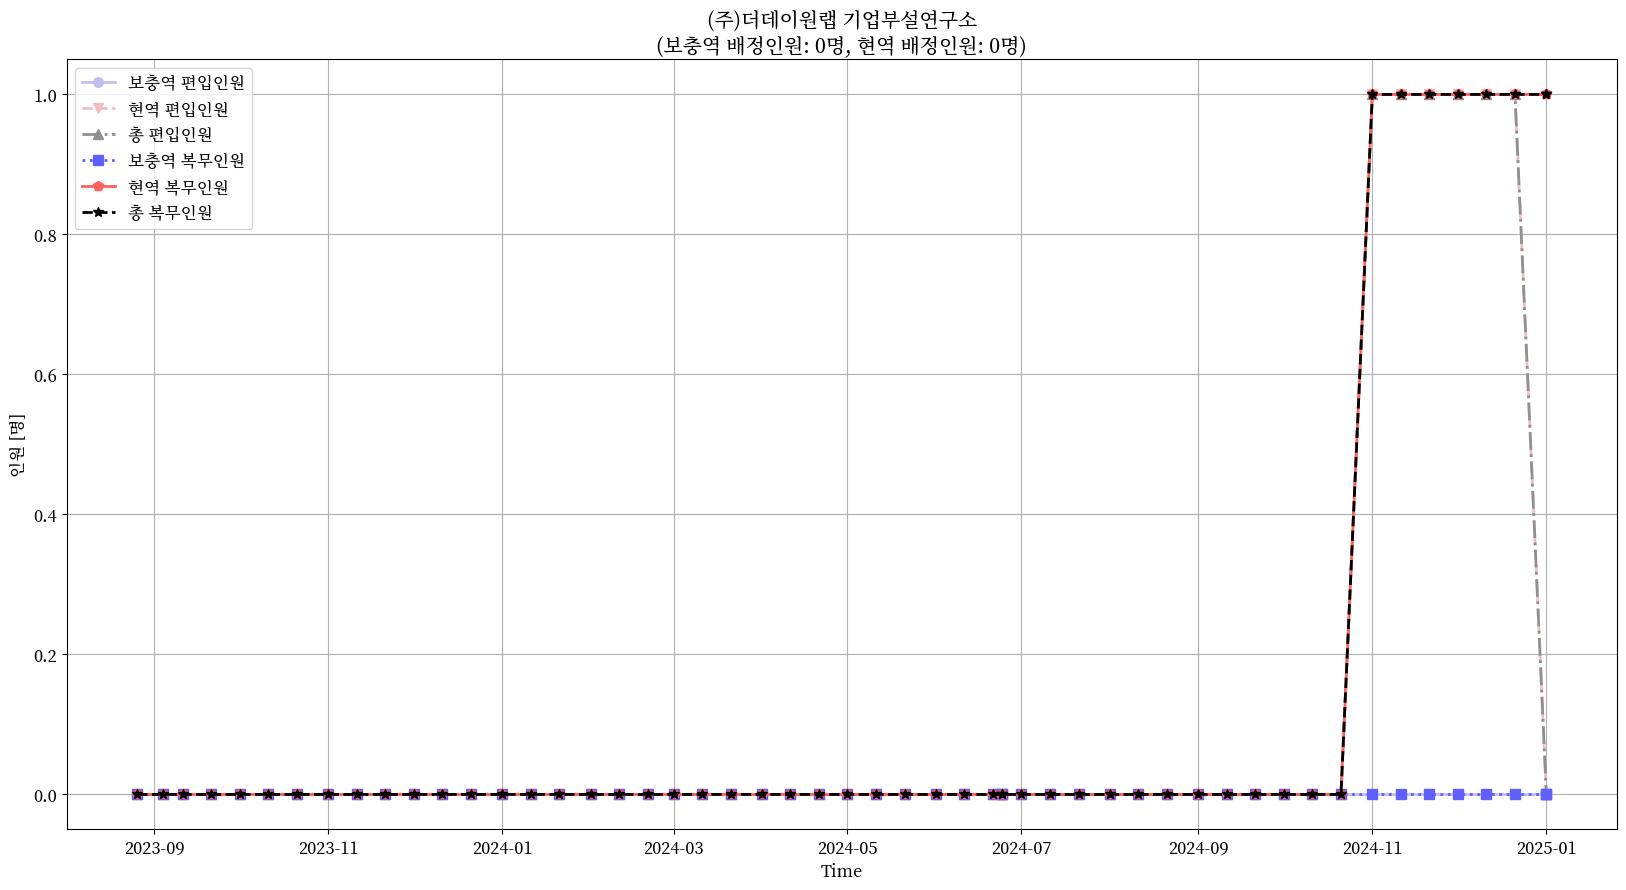 (주)더데이원랩 기업부설연구소
(보충역 배정인원: 0명, 현역 배정인원: 0명)
보충역 편입인원
현역 편입인원
총 편입인원
보충역 복무인원
현역 복무인원
총 복무인원
1.0
0.8
0.6
0.4
0.2
0.0
인원 [명]
2023-09
2023-11
2024-01
2024-03
2024-05
2024-07
2024-09
2024-11
2025-01
Time